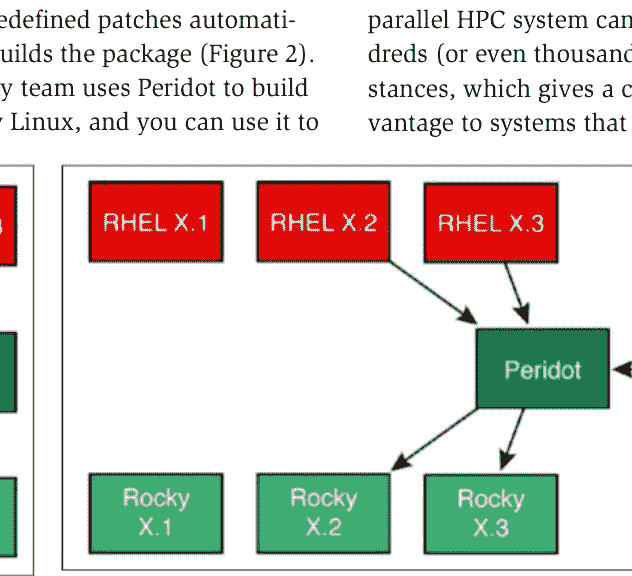 edefined patches automati-
uilds the package (Figure 2).
y team uses Peridot to build
Linux, and you can use it to
parallel HPC system can
dreds (or even thousand
stances, which gives a c
vantage to systems that
RHEL X.1
RHEL X.2
RHEL X.3
Peridot
Rocky
X.1
Rocky
X.2
Rocky
X.3